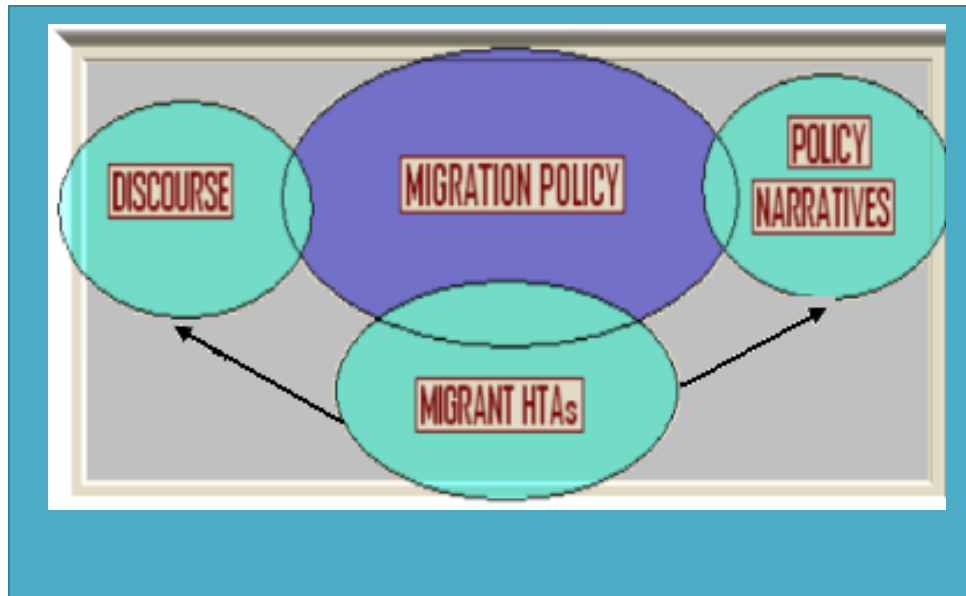 DISCOURSE
MIGRATION POLICY
POLICY
NARRATIVES
MIGRANT HTAs